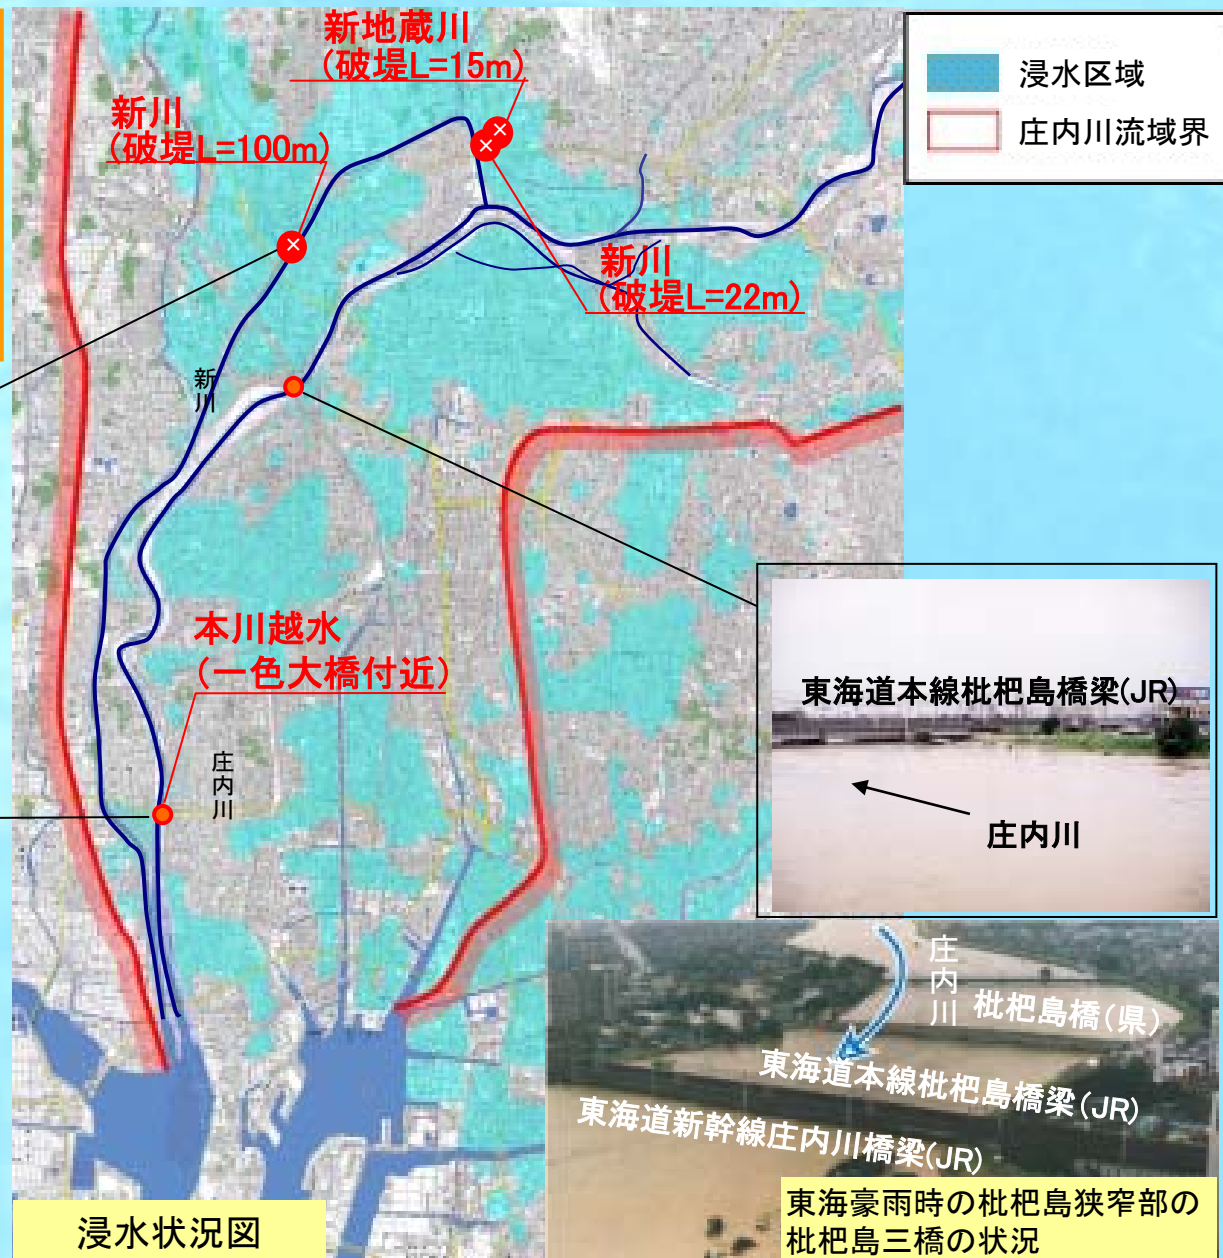 新地蔵川
(破堤L=15m)
新川
(破堤L=100m)
浸水区域
庄内川流域界
新川
(破堤L=22m)
新川
本川越水
(一色大橋付近)
庄内川
東海道本線枇杷島橋梁(JR)
庄内川
庄内川
枇杷島橋(県)
東海道本線枇杷島橋梁(JR)
東海道新幹線庄内川橋梁(JR)
東海豪雨時の枇杷島狭窄部の
枇杷島三橋の状況
浸水状況図